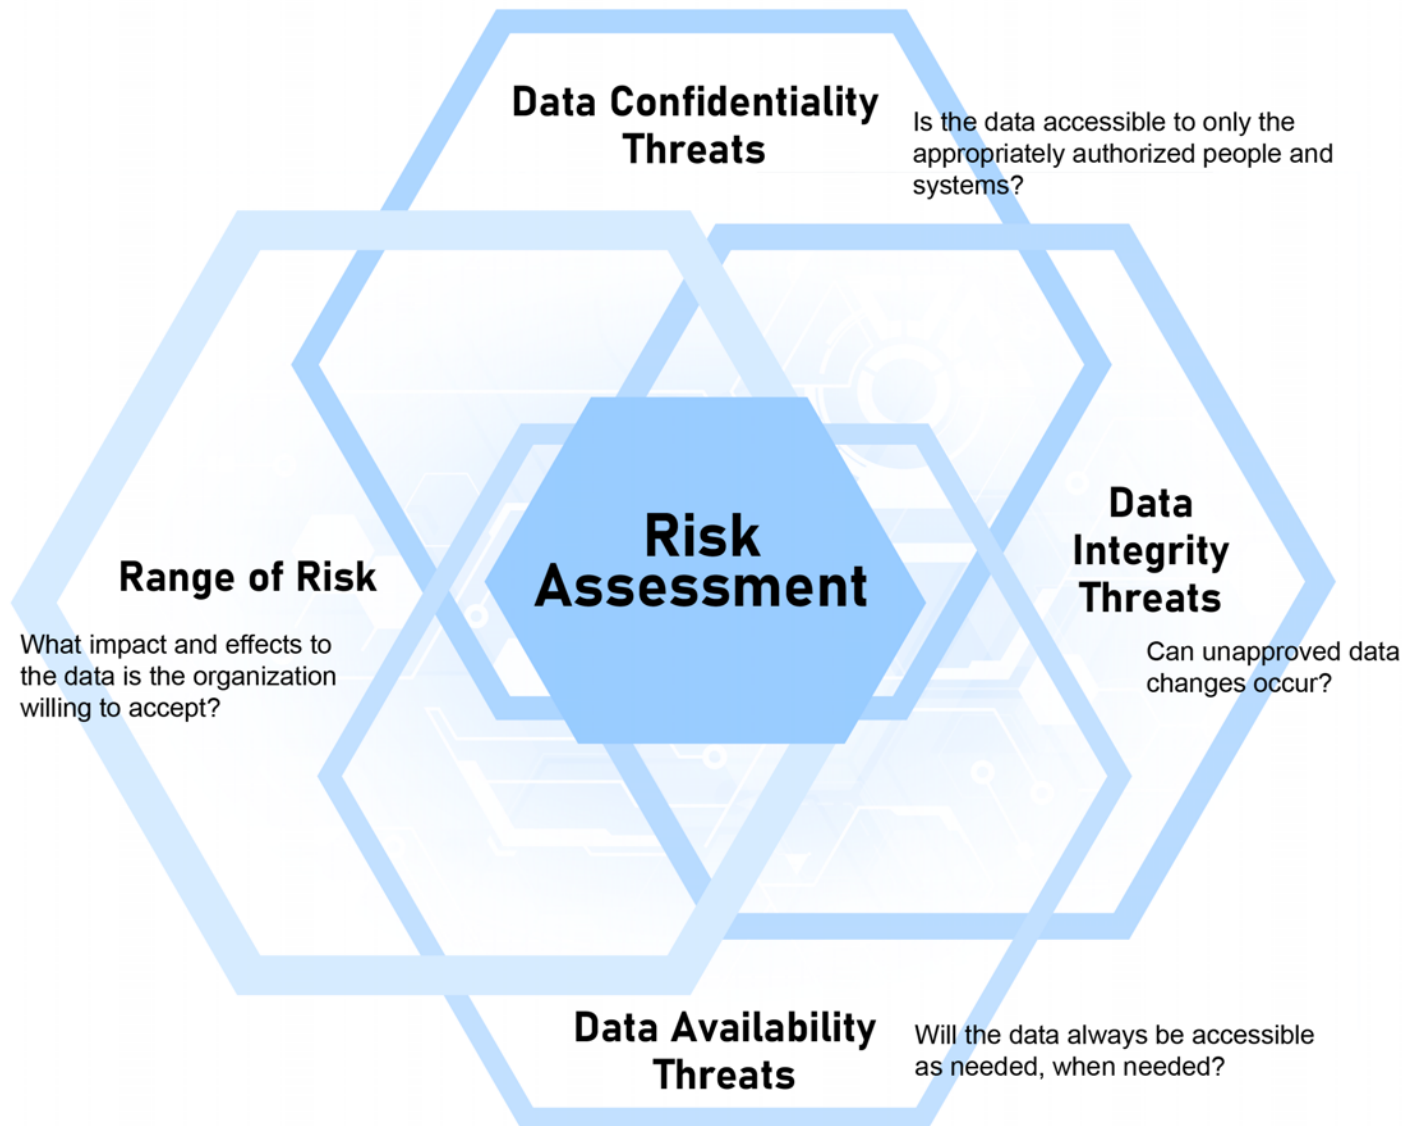 Data Confidentiality
Threats
Is the data accessible to only the
appropriately authorized people and
systems?
Risk
Assessment
Data
Integrity
Threats
Can unapproved data
changes occur?
Range of Risk
What impact and effects to
the data is the organization
willing to accept?
Data Availability
Threats
Will the data always be accessible
as needed, when needed?